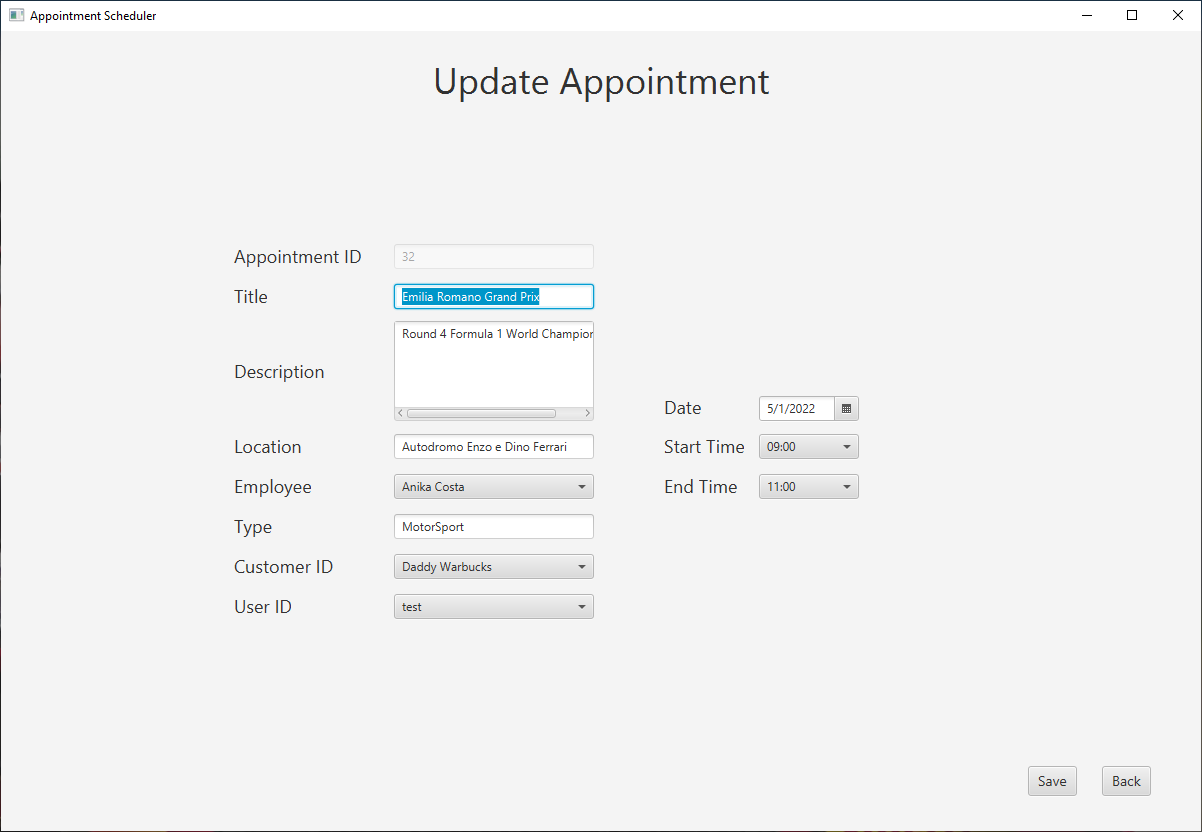 Appointment Scheduler
Update Appointment
Appointment ID
32
Title
Emilia Romano Grand Prix
Description
Round 4 Formula 1 World Champion
Location
Autodromo Enzo e Dino Ferrari
Employee
Anika Costa
Type
MotorSport
Customer ID
Daddy Warbucks
User ID
test
Date
5/1/2022
Start Time
09:00
End Time
11:00
Save
Back